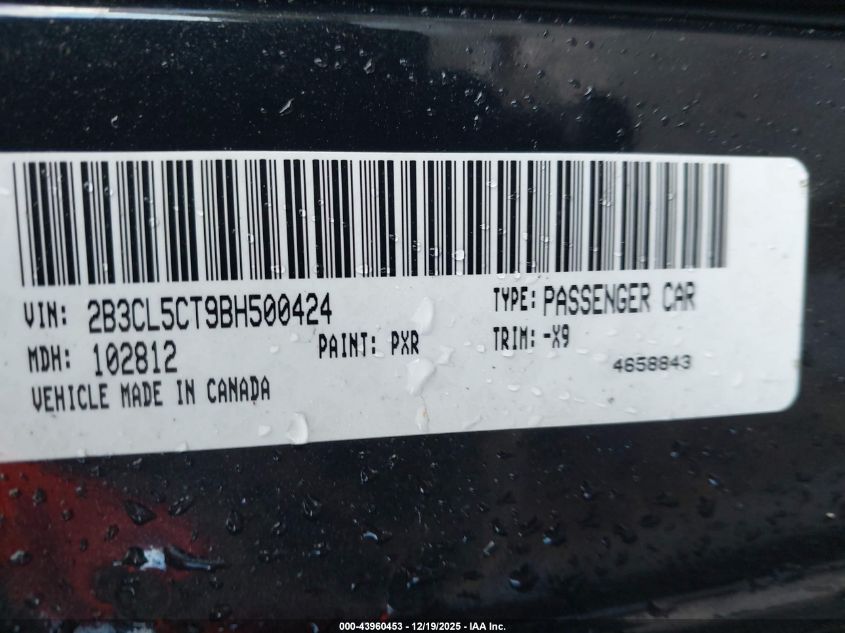 VIN: 2B3CL5CT9BH500424 TYPE: PASSENGER CAR
MDH: 102812 PAINT: PXR TRIM: -X9
4658843
VEHICLE MADE IN CANADA
000-43960453 - 12/19/2025 - IAA Inc.